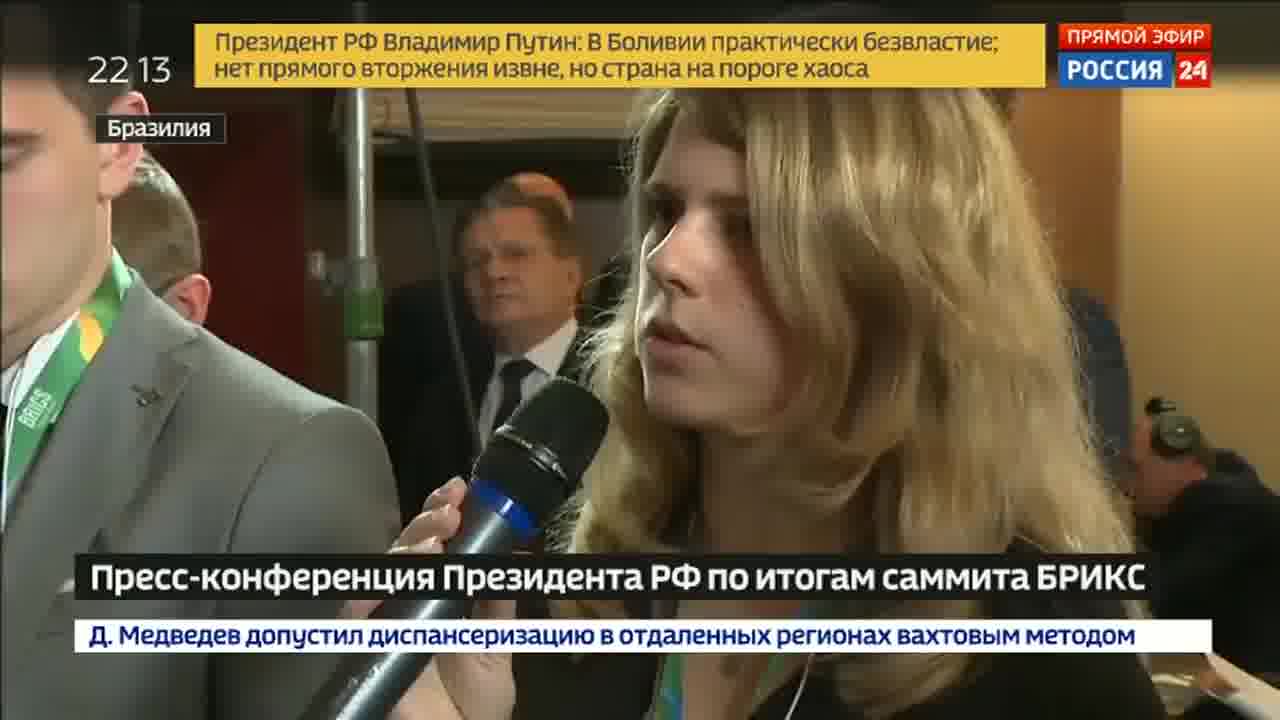 Президент РФ Владимир Путин: В Боливии практически безвластие;
нет прямого вторжения извне, но страна на пороге хаоса
ПРЯМОЙ ЭФИР
РОССИЯ 24
22 13
Бразилия
BRICS
Пресс-конференция Президента РФ по итогам саммита БРИКС
Д. Медведев допустил диспансеризацию в отдаленных регионах вахтовым методом